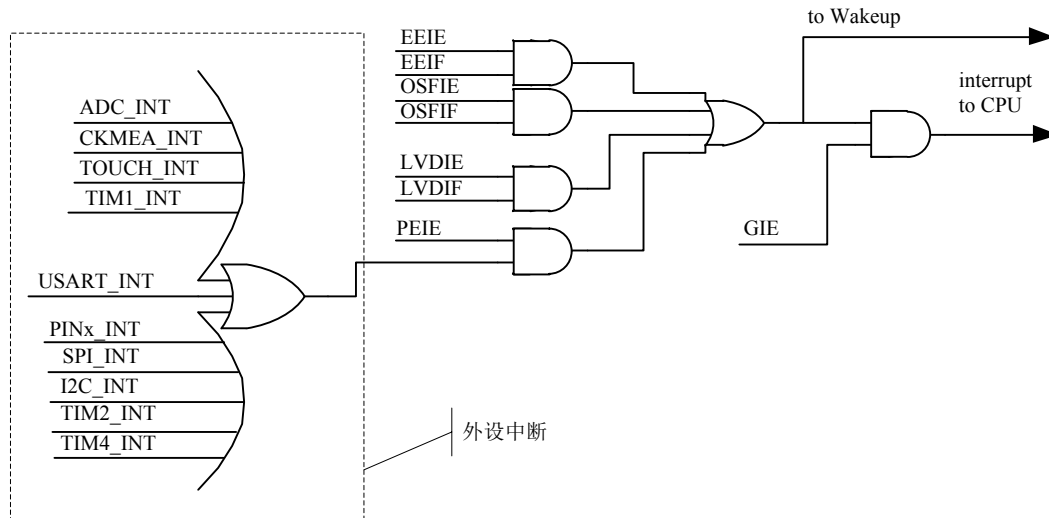 to Wakeup
EEIE
EEIF
OSFIE
OSFIF
interrupt
to CPU
ADC_INT
CKMEA_INT
TOUCH_INT
TIM1_INT
LVDIE
LVDIF
PEIE
GIE
USART_INT
PINx_INT
SPI_INT
I2C_INT
TIM2_INT
TIM4_INT
外设中断